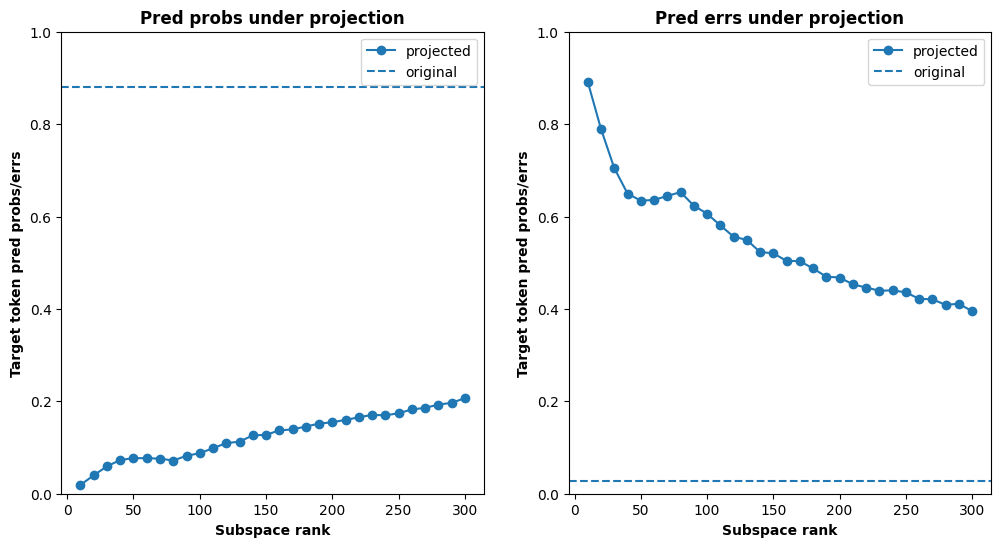 Pred probs under projection
Target token pred probs/errs
1.0
0.8
0.6
0.4
0.2
0.0
projected
original
0 50 100 150 200 250 300
Subspace rank
Pred errs under projection
Target token pred probs/errs
1.0
0.8
0.6
0.4
0.2
0.0
projected
original
0 50 100 150 200 250 300
Subspace rank